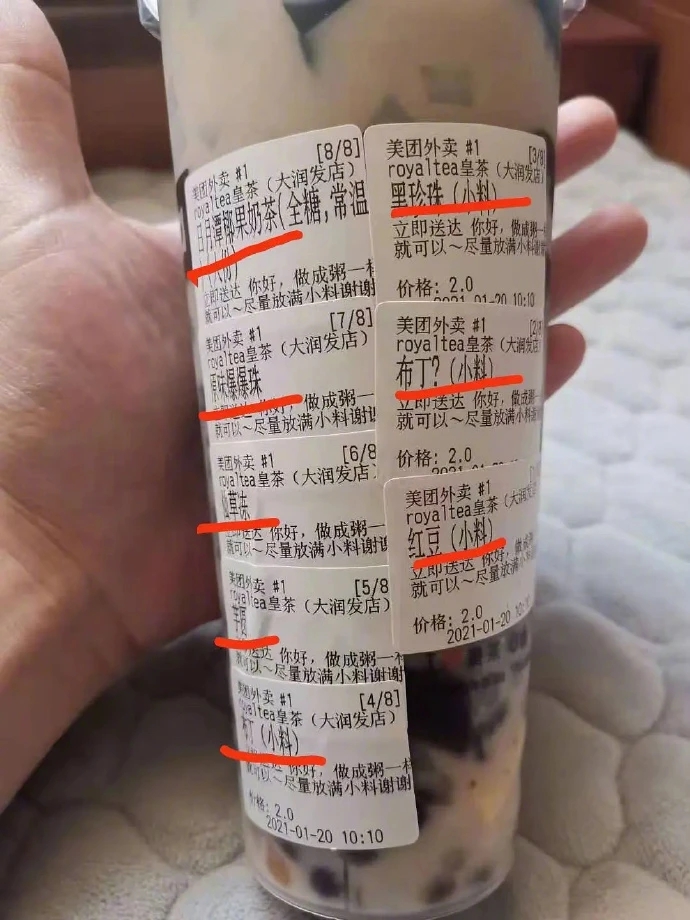 美团外卖 #1 [8/8]
royaltea皇茶（大润发店）
日月潭椰果奶茶(全糖,常温
立即送达 你好，做成粥一样
就可以～尽量放满小料谢谢
美团外卖 #1 [7/8]
royaltea皇茶（大润发店）
原味爆爆珠
你好，做成粥一
就可以～尽量放满小料谢谢
美团外卖 #1 [6/8]
royaltea皇茶（大润发店）
仙草冻
送达 你好，做成粥一
就可以～尽量放满小料谢谢
美团外卖 #1 [5/8]
royaltea皇茶（大润发店）
芋圆
送达 你好，做成粥一样
就可以～尽量放满小料谢谢
美团外卖 #1 [4/8]
royaltea皇茶（大润发店）
布丁（小料）
你好，做成粥一样
就可以～尽量放满小料谢谢
价格：2.0
2021-01-20 10:10
美团外卖 #1 [3/8]
royaltea皇茶（大润发店）
黑珍珠（小料）
立即送达 你好，做成粥一样
就可以～尽量放满小料谢谢
价格：2.0
2021-01-20 10:10
美团外卖 #1 [2/8]
royaltea皇茶（大润发店）
布丁?（小料）
立即送达 你好，做成粥一
就可以～尽量放满小料谢谢
价格：2.0
美团外卖 #1
royaltea皇茶（大润发店
红豆（小料）
立即送达 你好，做成粥
就可以～尽量放满小料谢谢
价格：2.0
2021-01-20 10:10